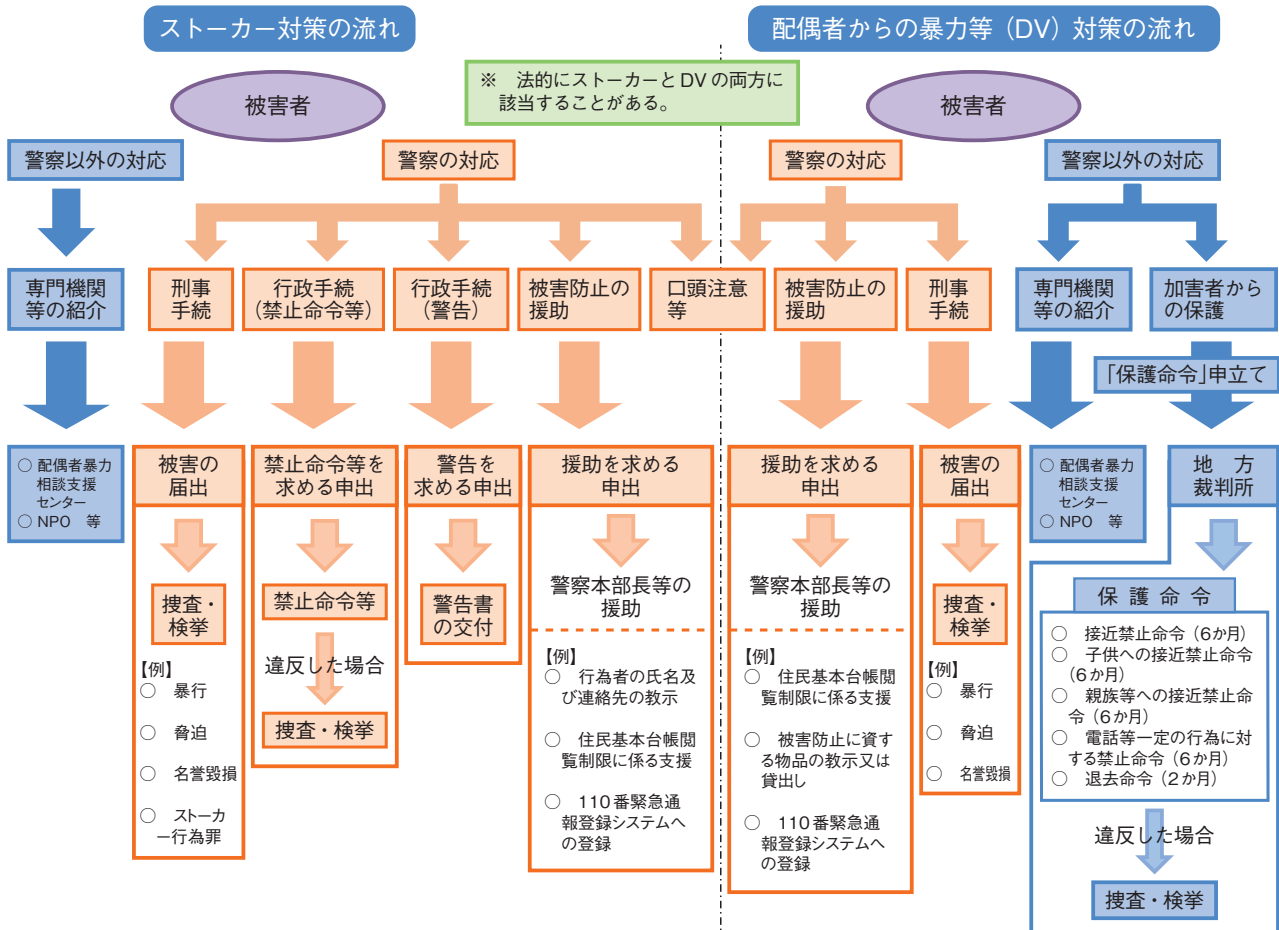 ストーカー対策の流れ
配偶者からの暴力等（DV）対策の流れ
※　法的にストーカーとDVの両方に
該当することがある。
被害者
被害者
警察以外の対応
警察の対応
警察の対応
警察以外の対応
専門機関
等の紹介
刑事
手続
行政手続
（禁止命令等）
行政手続
（警告）
被害防止の
援助
口頭注意
等
被害防止の
援助
刑事
手続
専門機関
等の紹介
加害者から
の保護
「保護命令」申立て
○ 配偶者暴力
相談支援
センター
○ NPO　等
被害の
届出
捜査・
検挙
【例】
○　暴行
○　脅迫
○　名誉毀損
○　ストーカ
ー行為罪
禁止命令等を
求める申出
禁止命令等
違反した場合
捜査・検挙
警告を
求める申出
警告書
の交付
援助を求める
申出
警察本部長等の
援助
【例】
○　行為者の氏名及
び連絡先の教示
○　住民基本台帳閲
覧制限に係る支援
○　110番緊急通
報登録システムへ
の登録
援助を求める
申出
警察本部長等の
援助
【例】
○　住民基本台帳閲
覧制限に係る支援
○　被害防止に資す
る物品の教示又は
貸出し
○　110番緊急通
報登録システムへ
の登録
被害の
届出
捜査・
検挙
【例】
○　暴行
○　脅迫
○　名誉毀損
○ 配偶者暴力
相談支援
センター
○ NPO　等
地　方
裁判所
保 護 命 令
○　接近禁止命令（6か月）
○　子供への接近禁止命令
（6か月）
○　親族等への接近禁止命
令（6か月）
○　電話等一定の行為に対
する禁止命令（6か月）
○　退去命令（2か月）
違反した場合
捜査・検挙